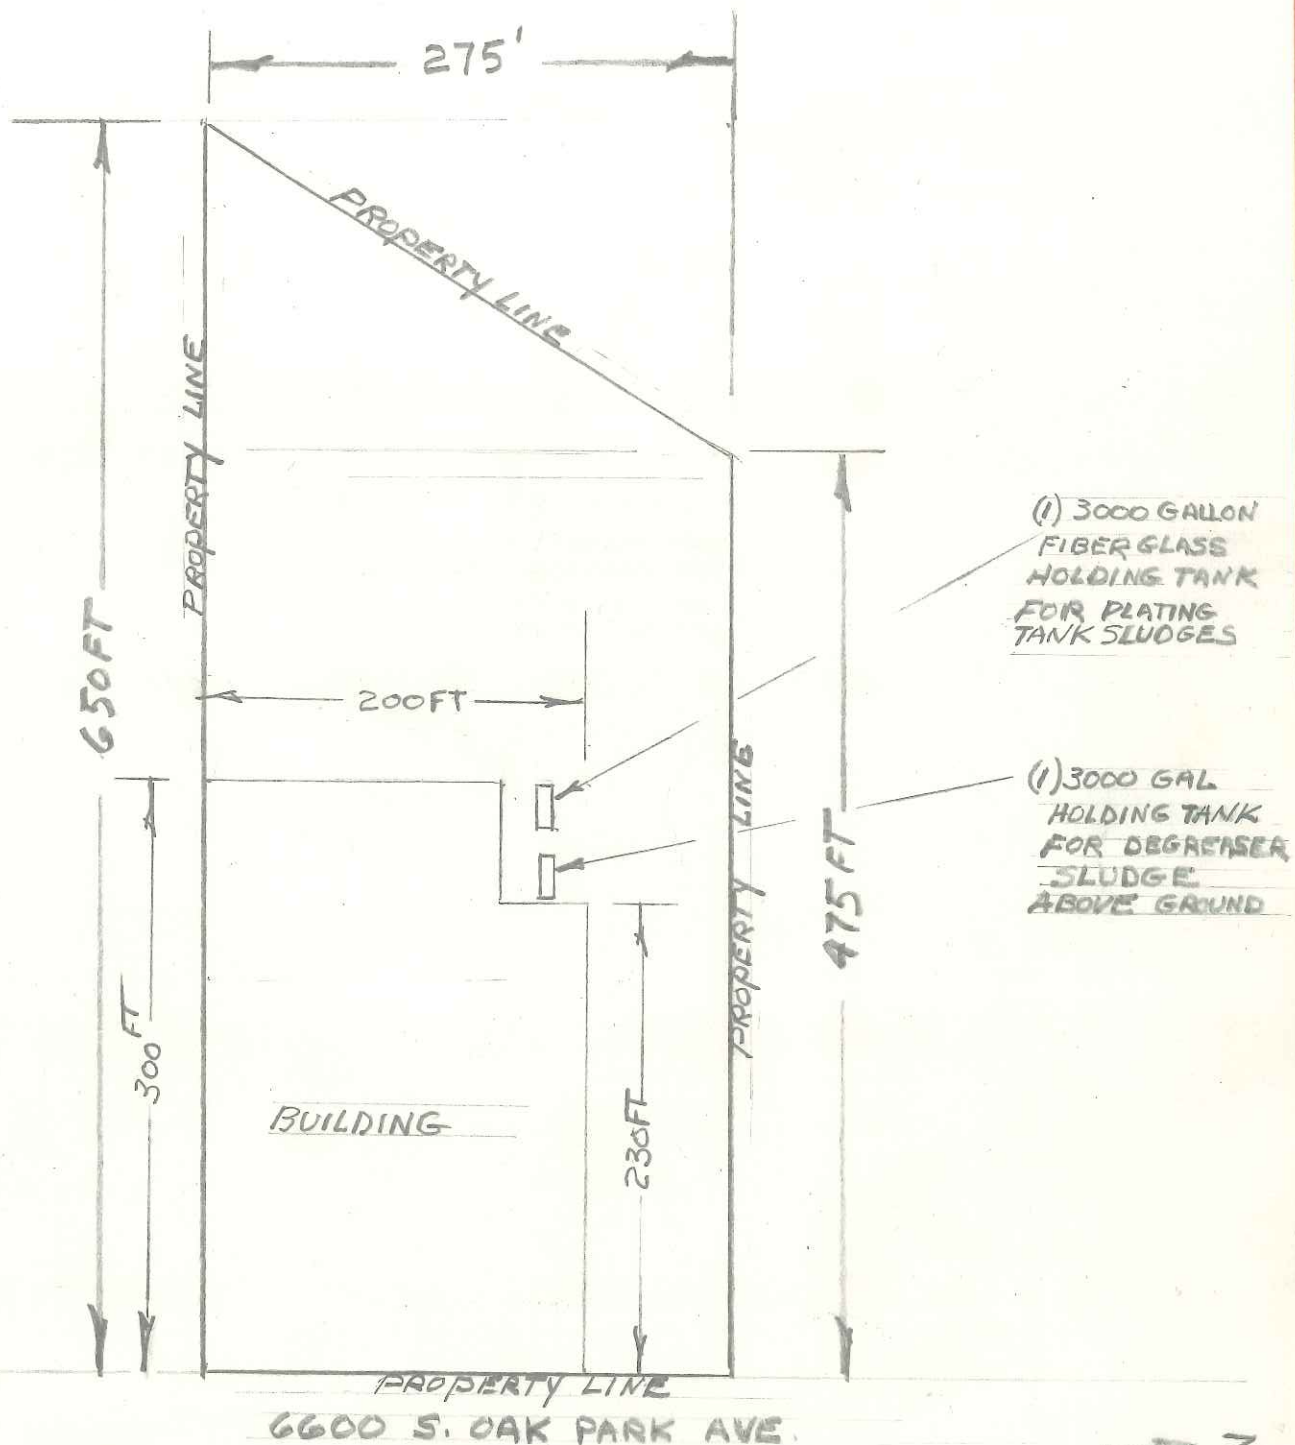 275'
PROPERTY LINE
PROPERTY LINE
650FT
(1) 3000 GALLON
FIBER GLASS
HOLDING TANK
FOR PLATING
TANK SLUDGES
200FT
(1) 3000 GAL
HOLDING TANK
FOR DEGREASER
SLUDGE
ABOVE GROUND
PROPERTY LINE
475FT
300FT
230FT
BUILDING
PROPERTY LINE
6600 S. OAK PARK AVE.